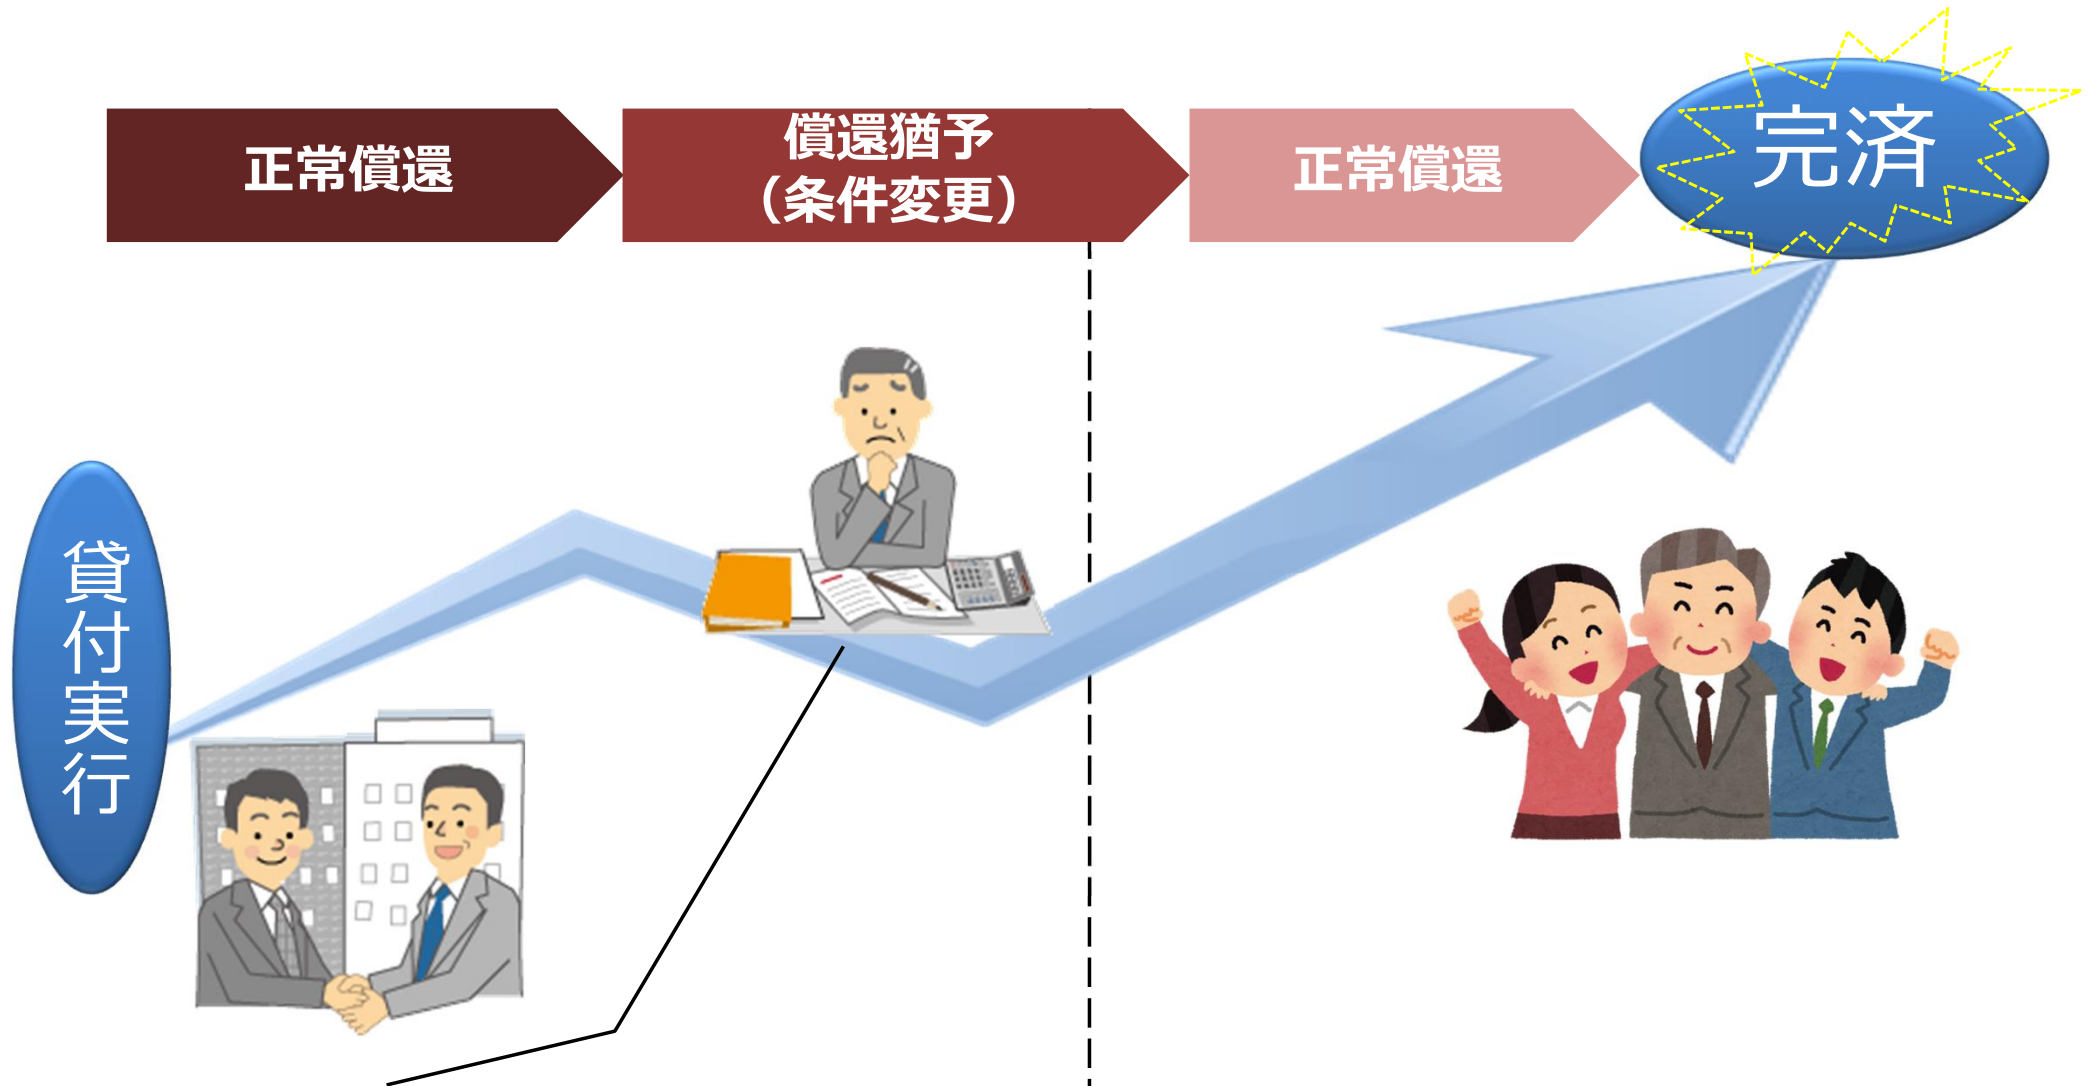 正常償還
償還猶予
（条件変更）
正常償還
完済
貸付実行